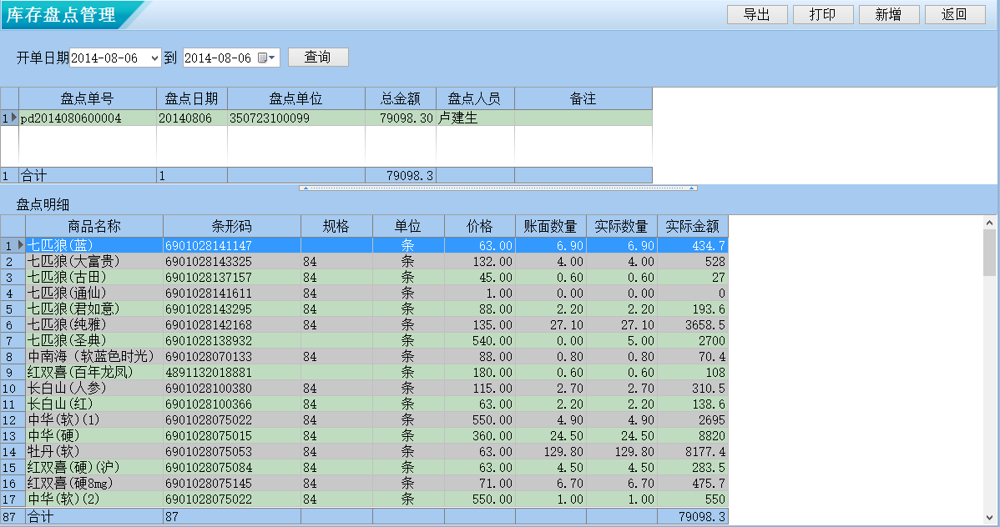 库存盘点管理 导出 打印 新增 返回
开单日期 2014-08-06 到 2014-08-06 查询
盘点单号 盘点日期 盘点单位 总金额 盘点人员 备注
1 pd2014080600004 20140806 350723100099 79098.30 卢建生
1 合计 1 79098.3
盘点明细
商品名称 条形码 规格 单位 价格 账面数量 实际数量 实际金额
1 七匹狼(蓝) 6901028141147 条 63.00 6.90 6.90 434.7
2 七匹狼(大富贵) 6901028143325 84 条 132.00 4.00 4.00 528
3 七匹狼(古田) 6901028137157 84 条 45.00 0.60 0.60 27
4 七匹狼(通仙) 6901028141611 84 条 1.00 0.00 0.00 0
5 七匹狼(君如意) 6901028143295 84 条 88.00 2.20 2.20 193.6
6 七匹狼(纯雅) 6901028142168 84 条 135.00 27.10 27.10 3658.5
7 七匹狼(圣典) 6901028138932 条 540.00 0.00 5.00 2700
8 中南海（软蓝色时光） 6901028070133 84 条 88.00 0.80 0.80 70.4
9 红双喜(百年龙凤) 4891132018881 条 180.00 0.60 0.60 108
10 长白山(人参) 6901028100380 84 条 115.00 2.70 2.70 310.5
11 长白山(红) 6901028100366 84 条 63.00 2.20 2.20 138.6
12 中华(软)(1) 6901028075022 84 条 550.00 4.90 4.90 2695
13 中华(硬) 6901028075015 84 条 360.00 24.50 24.50 8820
14 牡丹(软) 6901028075053 84 条 63.00 129.80 129.80 8177.4
15 红双喜(硬)(沪) 6901028075084 84 条 63.00 4.50 4.50 283.5
16 红双喜(硬8mg) 6901028075145 84 条 71.00 6.70 6.70 475.7
17 中华(软)(2) 6901028075022 84 条 550.00 1.00 1.00 550
87 合计 87 79098.3